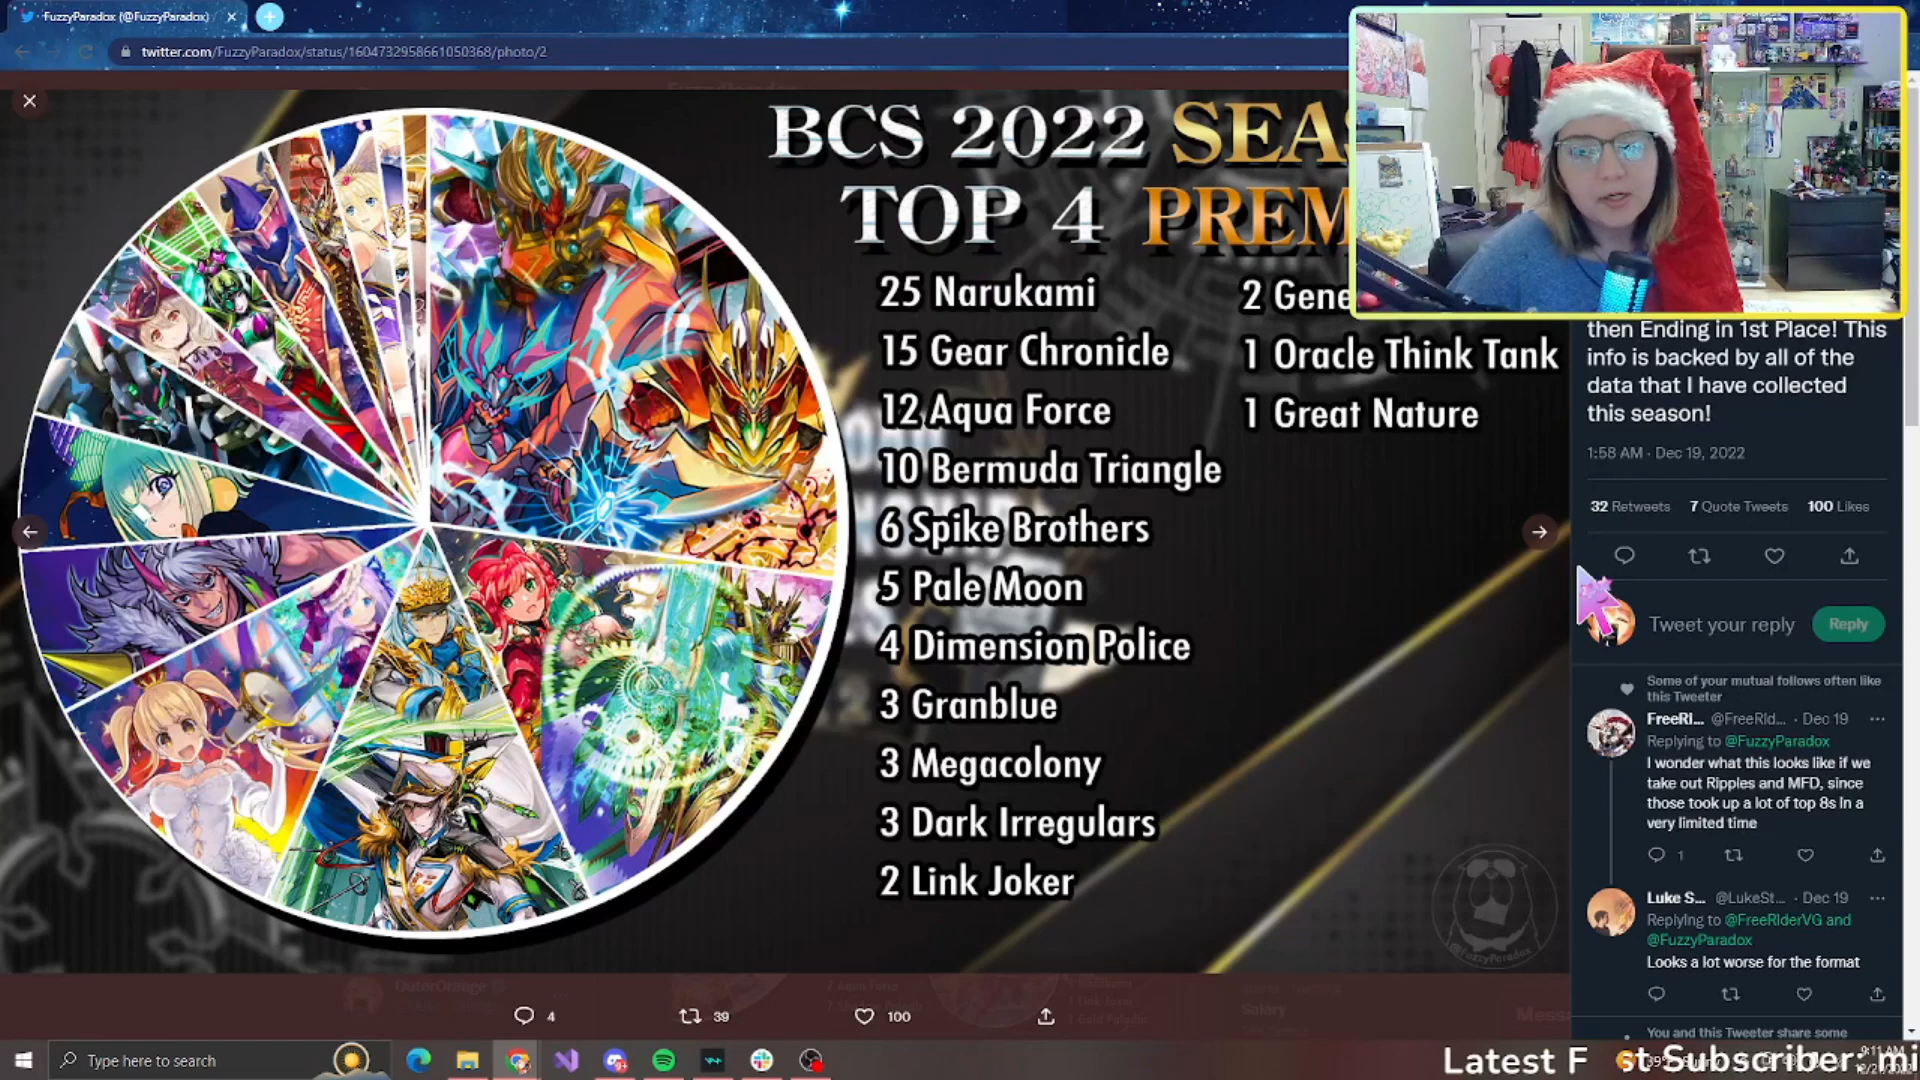 FuzzyParadox (@FuzzyParadox)
twitter.com/FuzzyParadox/status/1604732958661050368/photo/2
BCS 2022 SEAS
TOP 4 PREM
25 Narukami
15 Gear Chronicle
12 Aqua Force
10 Bermuda Triangle
6 Spike Brothers
5 Pale Moon
4 Dimension Police
3 Granblue
3 Megacolony
3 Dark Irregulars
2 Link Joker
2 Gene
1 Oracle Think Tank
1 Great Nature
@FuzzyParadox
4
39
100
then Ending in 1st Place! This
info is backed by all of the
data that I have collected
this season!
1:58 AM · Dec 19, 2022
32 Retweets 7 Quote Tweets 100 Likes
Tweet your reply
Reply
Some of your mutual follows often like
this Tweeter
FreeRI... @FreeRid... · Dec 19
Replying to @FuzzyParadox
I wonder what this looks like if we
take out Ripples and MFD, since
those took up a lot of top 8s in a
very limited time
1
Luke S... @LukeSt... · Dec 19
Replying to @FreeRIderVG and
@FuzzyParadox
Looks a lot worse for the format
You and this Tweeter share some
OuterOrange
Type here to search
Latest F st Subscriber: mi
9:11 AM